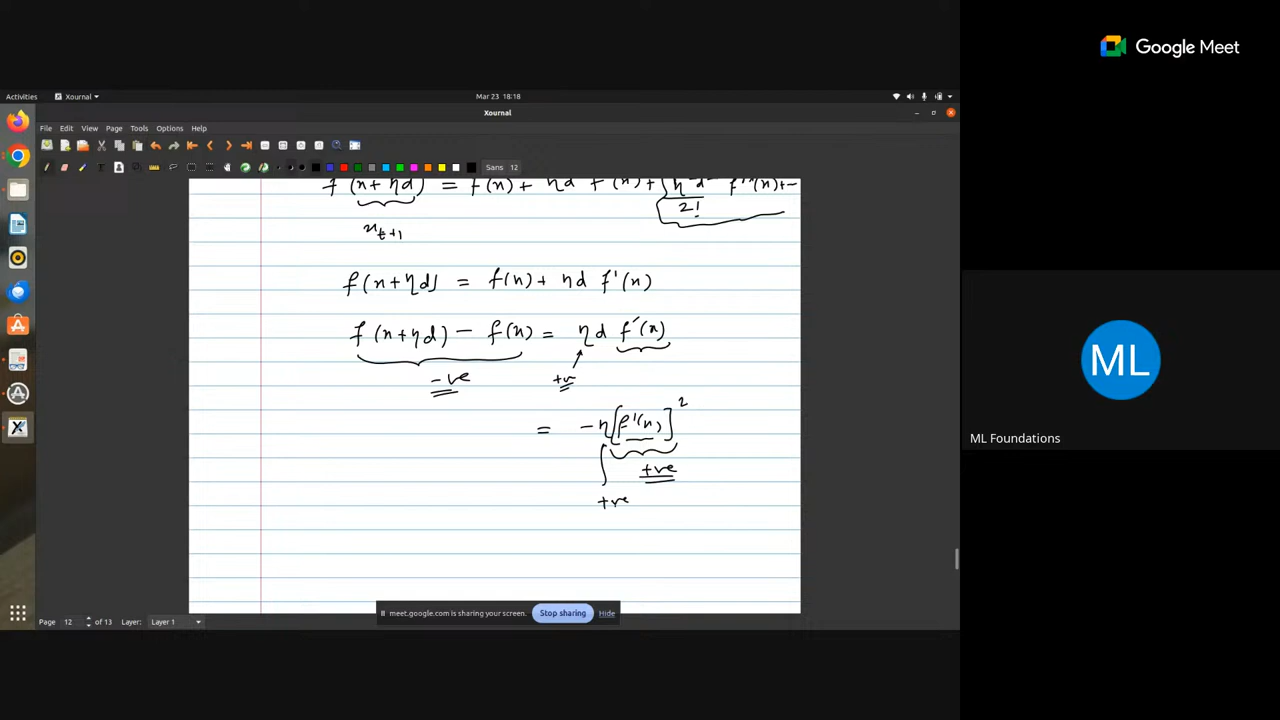 Google Meet
Activities Xournal Mar 23 18:18
Xournal
File Edit View Page Tools Options Help
Sans 12
f(x + ηd) = f(x) + ηd f'(x) + η²d² f''(x) + -
2!
x_{t+1}
f(x + ηd) = f(x) + ηd f'(x)
f(x + ηd) - f(x) = ηd f'(x)
-ve +v
= -η [f'(x)]²
+ve
+ve
ML
ML Foundations
meet.google.com is sharing your screen. Stop sharing Hide
Page 12 of 13 Layer: Layer 1